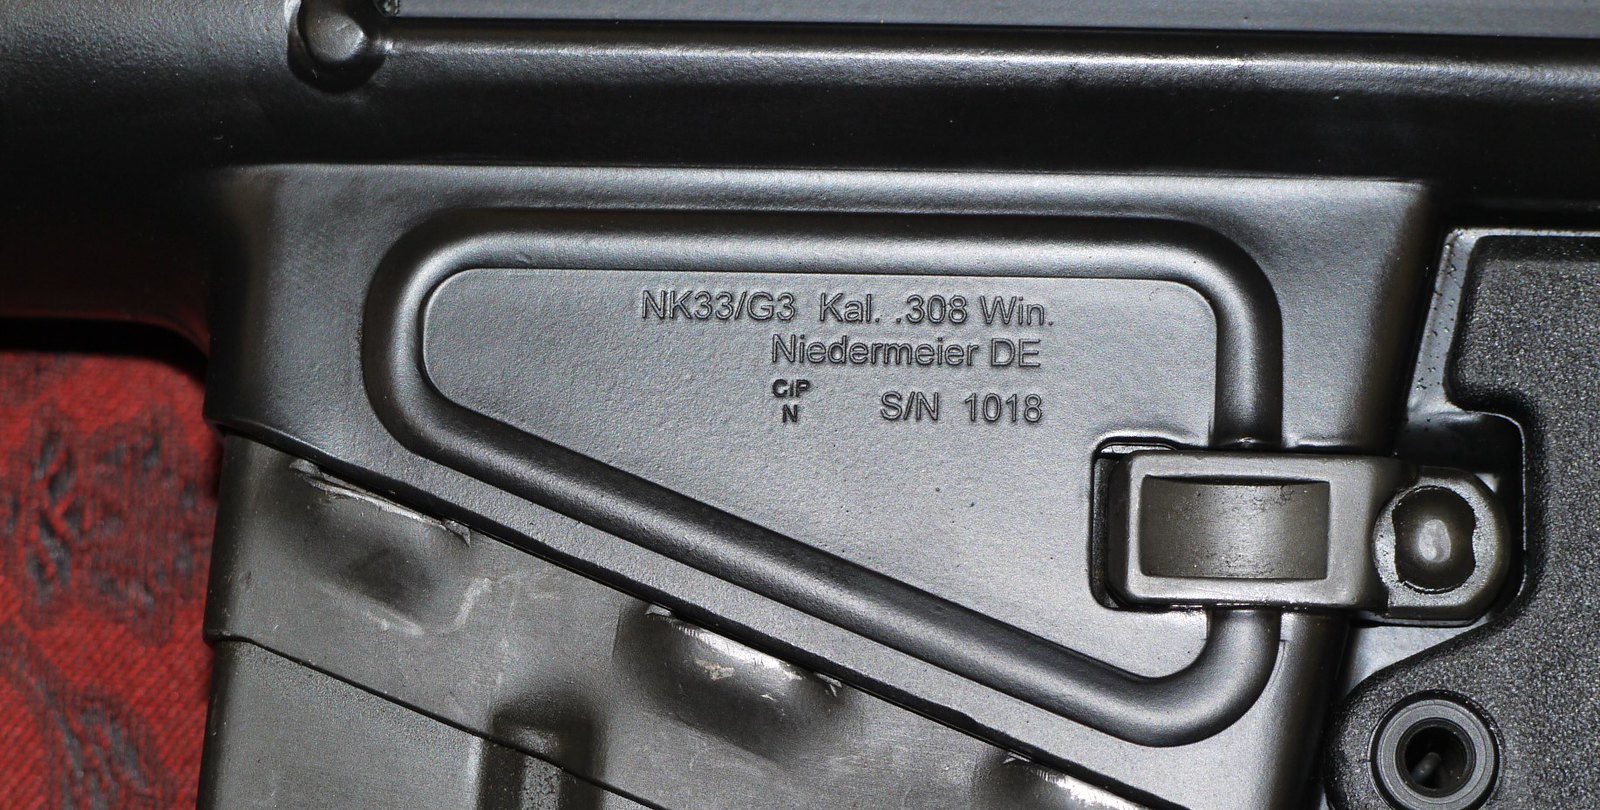 NK33/G3 Kal. .308 Win.
Niedermeier DE
CIP
N S/N 1018